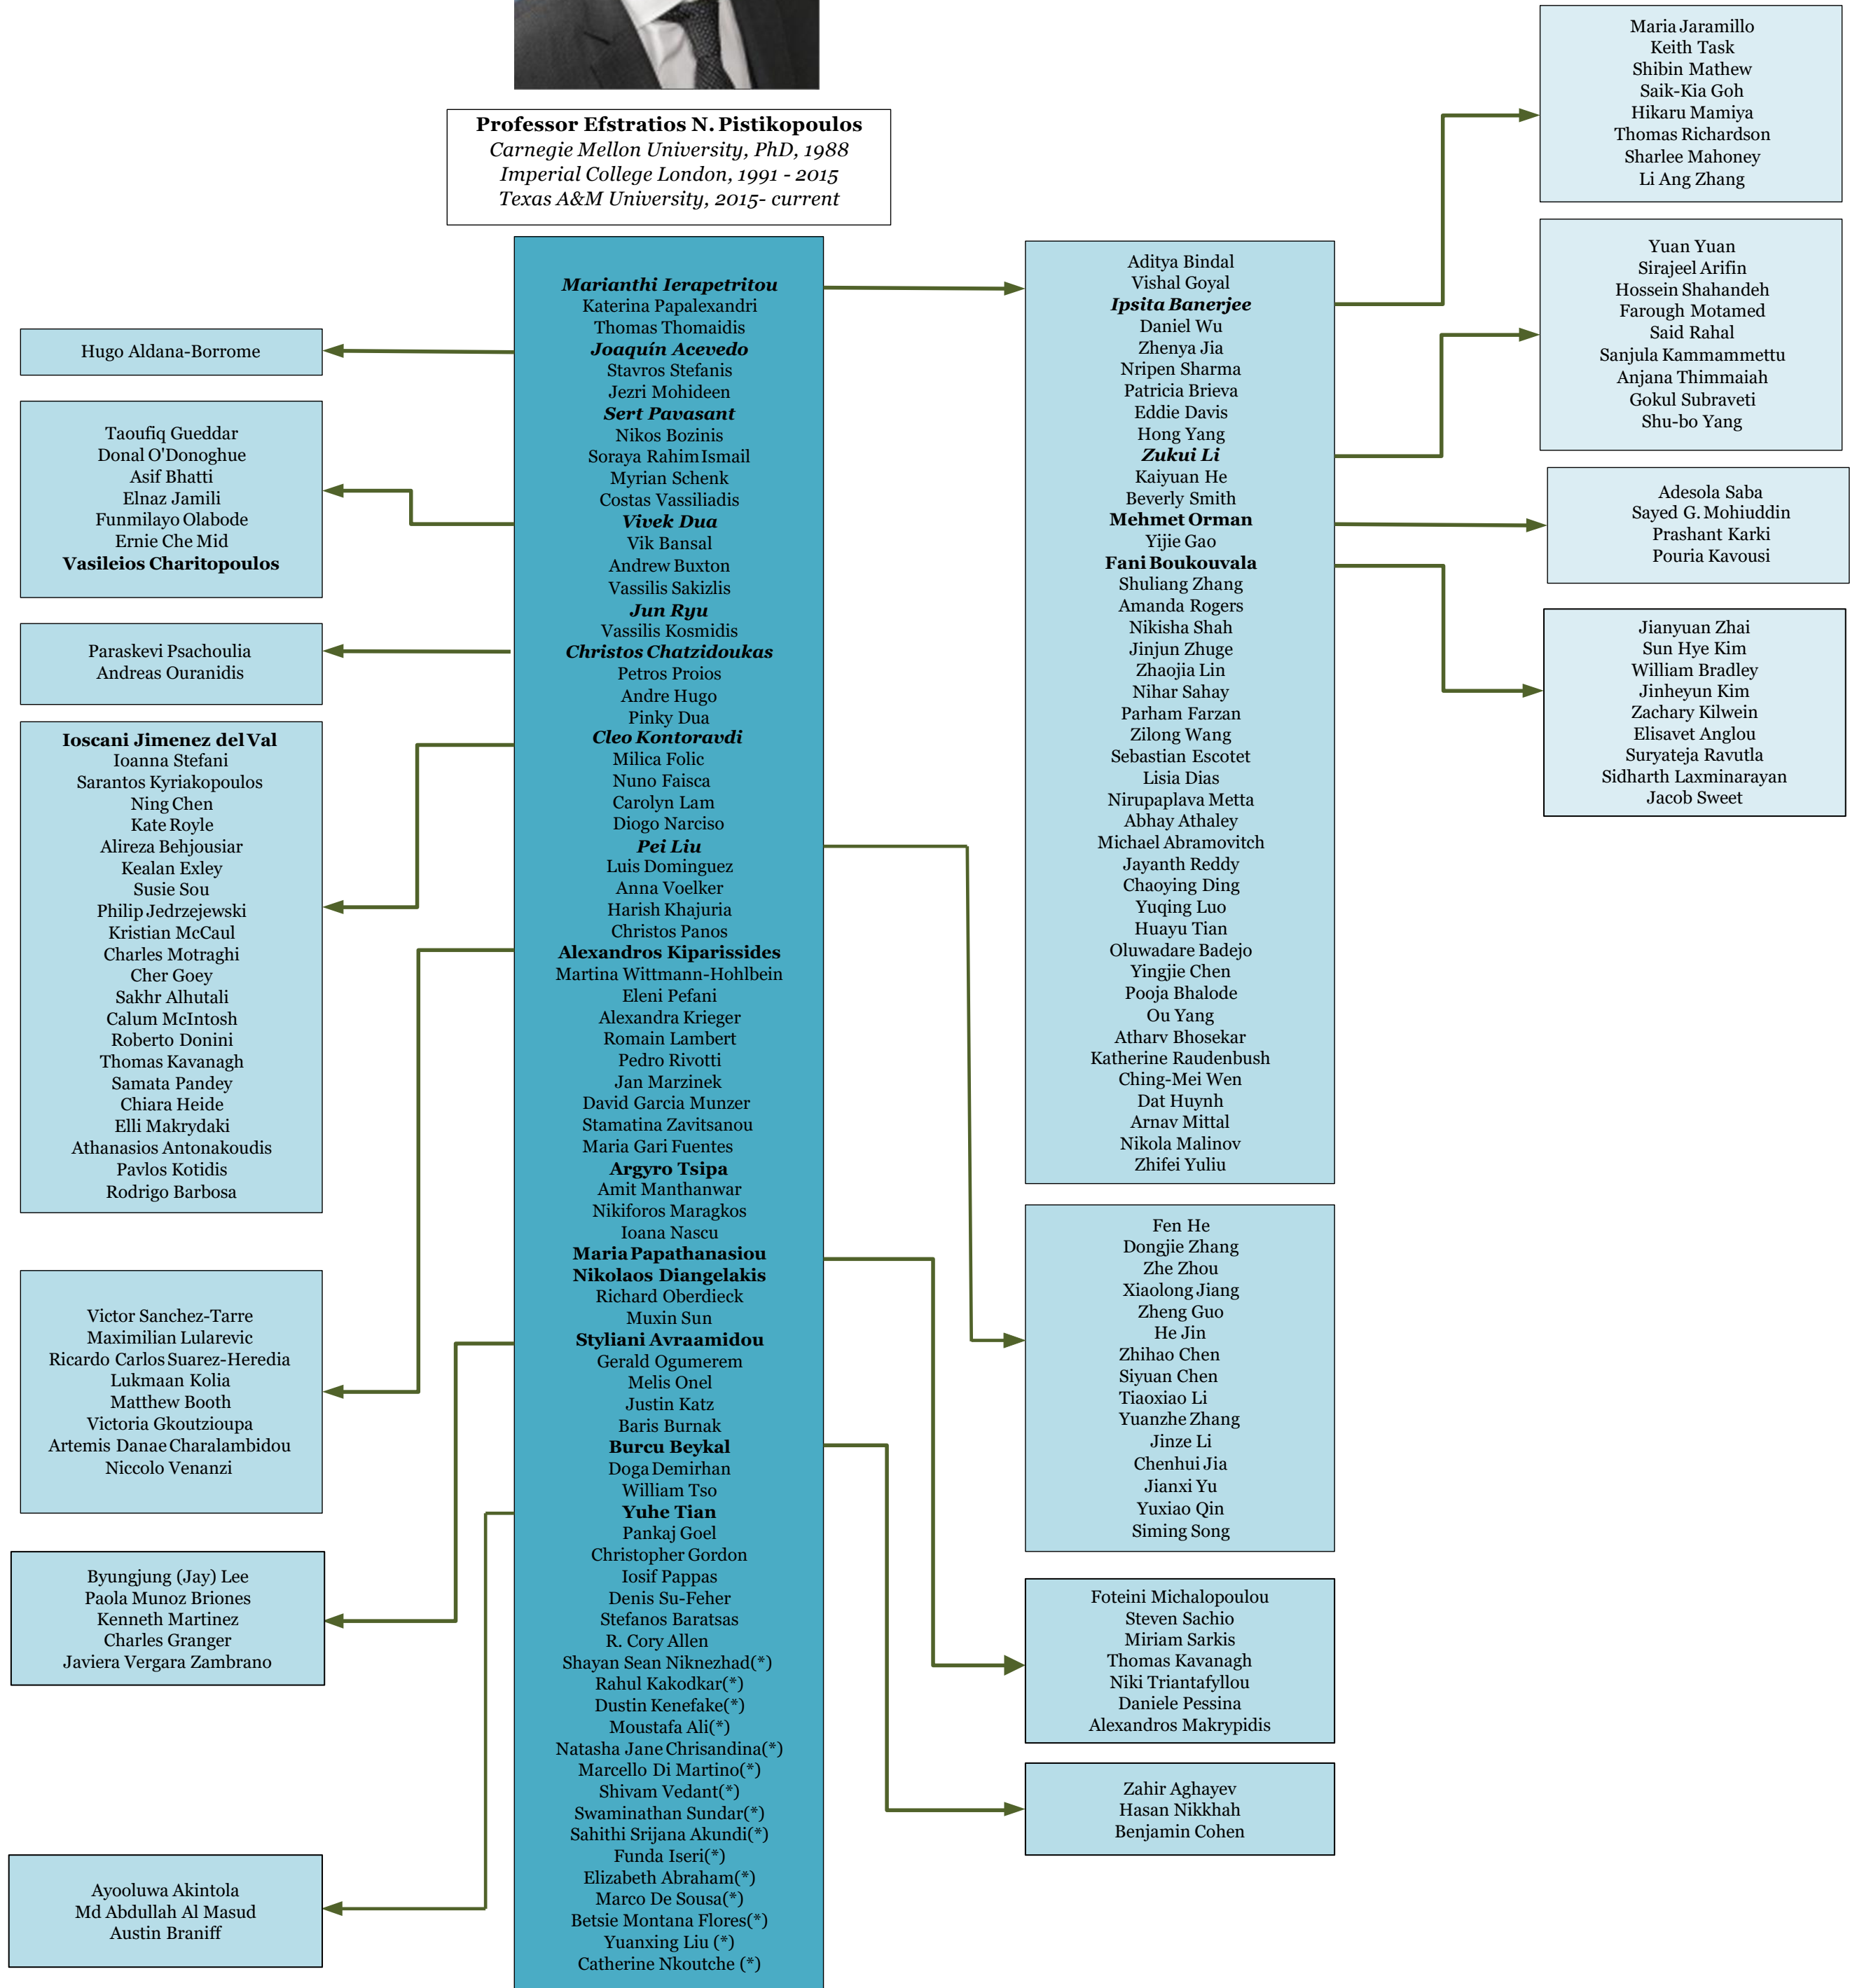 Professor Efstratios N. Pistikopoulos
Carnegie Mellon University, PhD, 1988
Imperial College London, 1991 - 2015
Texas A&M University, 2015- current
Marianthi Ierapetritou
Katerina Papalexandri
Thomas Thomaidis
Joaquín Acevedo
Stavros Stefanis
Jezri Mohideen
Sert Pavasant
Nikos Bozinis
Soraya Rahim Ismail
Myrian Schenk
Costas Vassiliadis
Vivek Dua
Vik Bansal
Andrew Buxton
Vassilis Sakizlis
Jun Ryu
Vassilis Kosmidis
Christos Chatzidoukas
Petros Proios
Andre Hugo
Pinky Dua
Cleo Kontoravdi
Milica Folic
Nuno Faisca
Carolyn Lam
Diogo Narciso
Pei Liu
Luis Dominguez
Anna Voelker
Harish Khajuria
Christos Panos
Alexandros Kiparissides
Martina Wittmann-Hohlbein
Eleni Pefani
Alexandra Krieger
Romain Lambert
Pedro Rivotti
Jan Marzinek
David Garcia Munzer
Stamatina Zavitsanou
Maria Gari Fuentes
Argyro Tsipa
Amit Manthanwar
Nikiforos Maragkos
Ioana Nascu
Maria Papathanasiou
Nikolaos Diangelakis
Richard Oberdieck
Muxin Sun
Styliani Avraamidou
Gerald Ogumerem
Melis Onel
Justin Katz
Baris Burnak
Burcu Beykal
Doga Demirhan
William Tso
Yuhe Tian
Pankaj Goel
Christopher Gordon
Iosif Pappas
Denis Su-Feher
Stefanos Baratsas
R. Cory Allen
Shayan Sean Niknezhad(*)
Rahul Kakodkar(*)
Dustin Kenefake(*)
Moustafa Ali(*)
Natasha Jane Chrisandina(*)
Marcello Di Martino(*)
Shivam Vedant(*)
Swaminathan Sundar(*)
Sahithi Srijana Akundi(*)
Funda Iseri(*)
Elizabeth Abraham(*)
Marco De Sousa(*)
Betsie Montana Flores(*)
Yuanxing Liu (*)
Catherine Nkoutche (*)
Hugo Aldana-Borrome
Taoufiq Gueddar
Donal O'Donoghue
Asif Bhatti
Elnaz Jamili
Funmilayo Olabode
Ernie Che Mid
Vasileios Charitopoulos
Paraskevi Psachoulia
Andreas Ouranidis
Ioscani Jimenez del Val
Ioanna Stefani
Sarantos Kyriakopoulos
Ning Chen
Kate Royle
Alireza Behjousiar
Kealan Exley
Susie Sou
Philip Jedrzejewski
Kristian McCaul
Charles Motraghi
Cher Goey
Sakhr Alhutali
Calum McIntosh
Roberto Donini
Thomas Kavanagh
Samata Pandey
Chiara Heide
Elli Makrydaki
Athanasios Antonakoudis
Pavlos Kotidis
Rodrigo Barbosa
Victor Sanchez-Tarre
Maximilian Lularevic
Ricardo Carlos Suarez-Heredia
Lukmaan Kolia
Matthew Booth
Victoria Gkoutzioupa
Artemis Danae Charalambidou
Niccolo Venanzi
Byungjung (Jay) Lee
Paola Munoz Briones
Kenneth Martinez
Charles Granger
Javiera Vergara Zambrano
Ayooluwa Akintola
Md Abdullah Al Masud
Austin Braniff
Aditya Bindal
Vishal Goyal
Ipsita Banerjee
Daniel Wu
Zhenya Jia
Nripen Sharma
Patricia Brieva
Eddie Davis
Hong Yang
Zukui Li
Kaiyuan He
Beverly Smith
Mehmet Orman
Yijie Gao
Fani Boukouvala
Shuliang Zhang
Amanda Rogers
Nikisha Shah
Jinjun Zhuge
Zhaojia Lin
Nihar Sahay
Parham Farzan
Zilong Wang
Sebastian Escotet
Lisia Dias
Nirupaplava Metta
Abhay Athaley
Michael Abramovitch
Jayanth Reddy
Chaoying Ding
Yuqing Luo
Huayu Tian
Oluwadare Badejo
Yingjie Chen
Pooja Bhalode
Ou Yang
Atharv Bhosekar
Katherine Raudenbush
Ching-Mei Wen
Dat Huynh
Arnav Mittal
Nikola Malinov
Zhifei Yuliu
Fen He
Dongjie Zhang
Zhe Zhou
Xiaolong Jiang
Zheng Guo
He Jin
Zhihao Chen
Siyuan Chen
Tiaoxiao Li
Yuanzhe Zhang
Jinze Li
Chenhui Jia
Jianxi Yu
Yuxiao Qin
Siming Song
Foteini Michalopoulou
Steven Sachio
Miriam Sarkis
Thomas Kavanagh
Niki Triantafyllou
Daniele Pessina
Alexandros Makrypidis
Zahir Aghayev
Hasan Nikkhah
Benjamin Cohen
Maria Jaramillo
Keith Task
Shibin Mathew
Saik-Kia Goh
Hikaru Mamiya
Thomas Richardson
Sharlee Mahoney
Li Ang Zhang
Yuan Yuan
Sirajeel Arifin
Hossein Shahandeh
Farough Motamed
Said Rahal
Sanjula Kammammettu
Anjana Thimmaiah
Gokul Subraveti
Shu-bo Yang
Adesola Saba
Sayed G. Mohiuddin
Prashant Karki
Pouria Kavousi
Jianyuan Zhai
Sun Hye Kim
William Bradley
Jinheyun Kim
Zachary Kilwein
Elisavet Anglou
Suryateja Ravutla
Sidharth Laxminarayan
Jacob Sweet